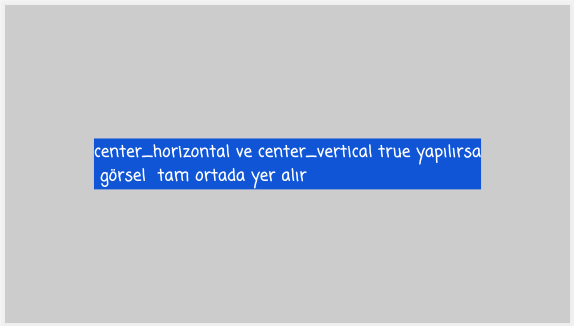 center_horizontal ve center_vertical true yapılırsa
görsel  tam ortada yer alır